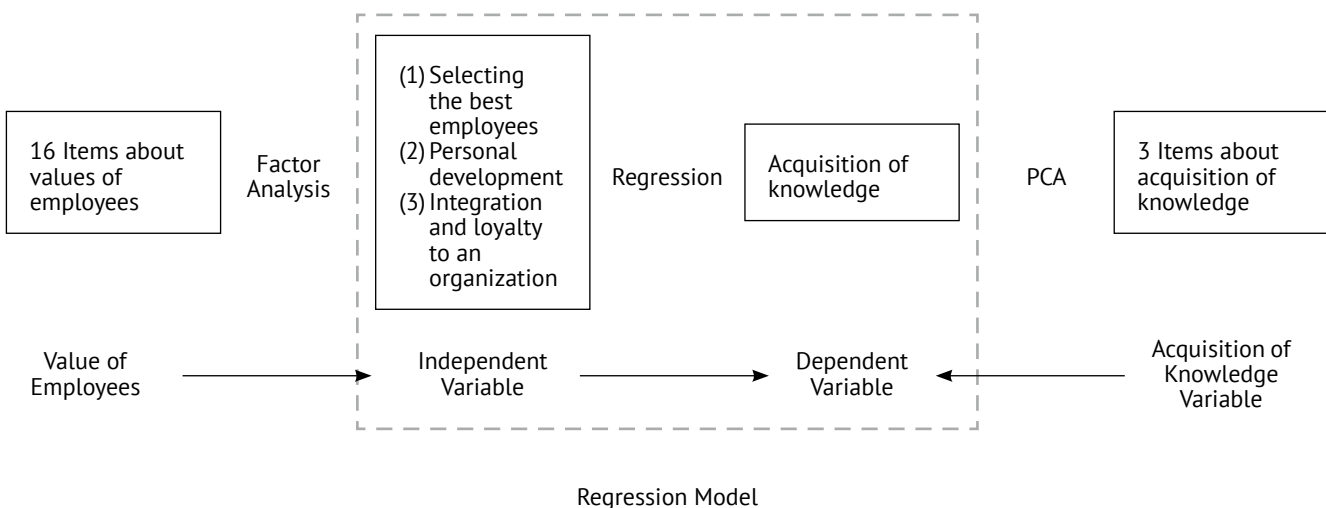 16 Items about
values of
employees
Factor
Analysis
(1) Selecting
the best
employees
(2) Personal
development
(3) Integration
and loyalty
to an
organization
Regression
Acquisition of
knowledge
PCA
3 Items about
acquisition of
knowledge
Value of
Employees
Independent
Variable
Dependent
Variable
Acquisition of
Knowledge
Variable
Regression Model